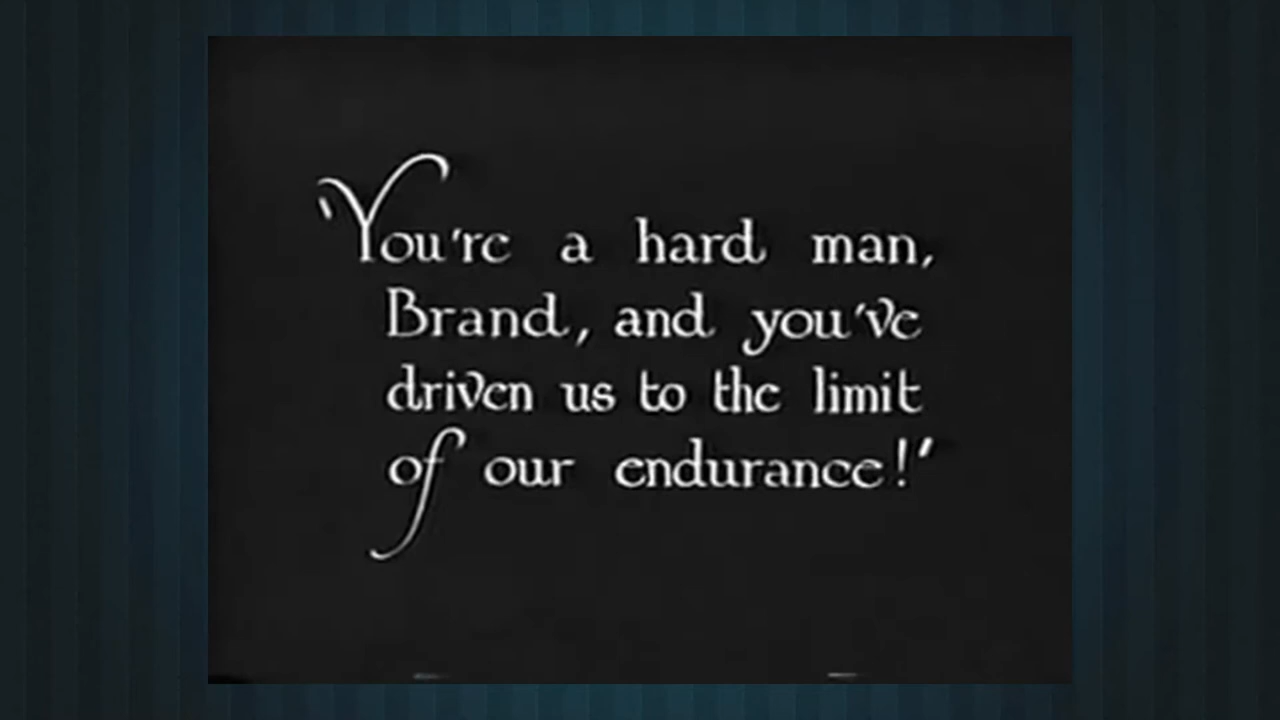 'You're a hard man,
Brand, and you've
driven us to the limit
of our endurance!'